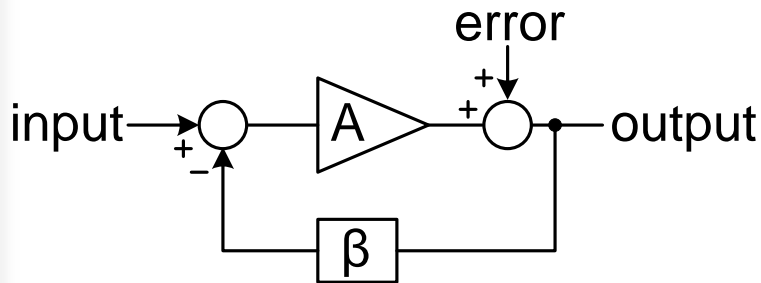 error
input
+
−
A
+
+
output
β